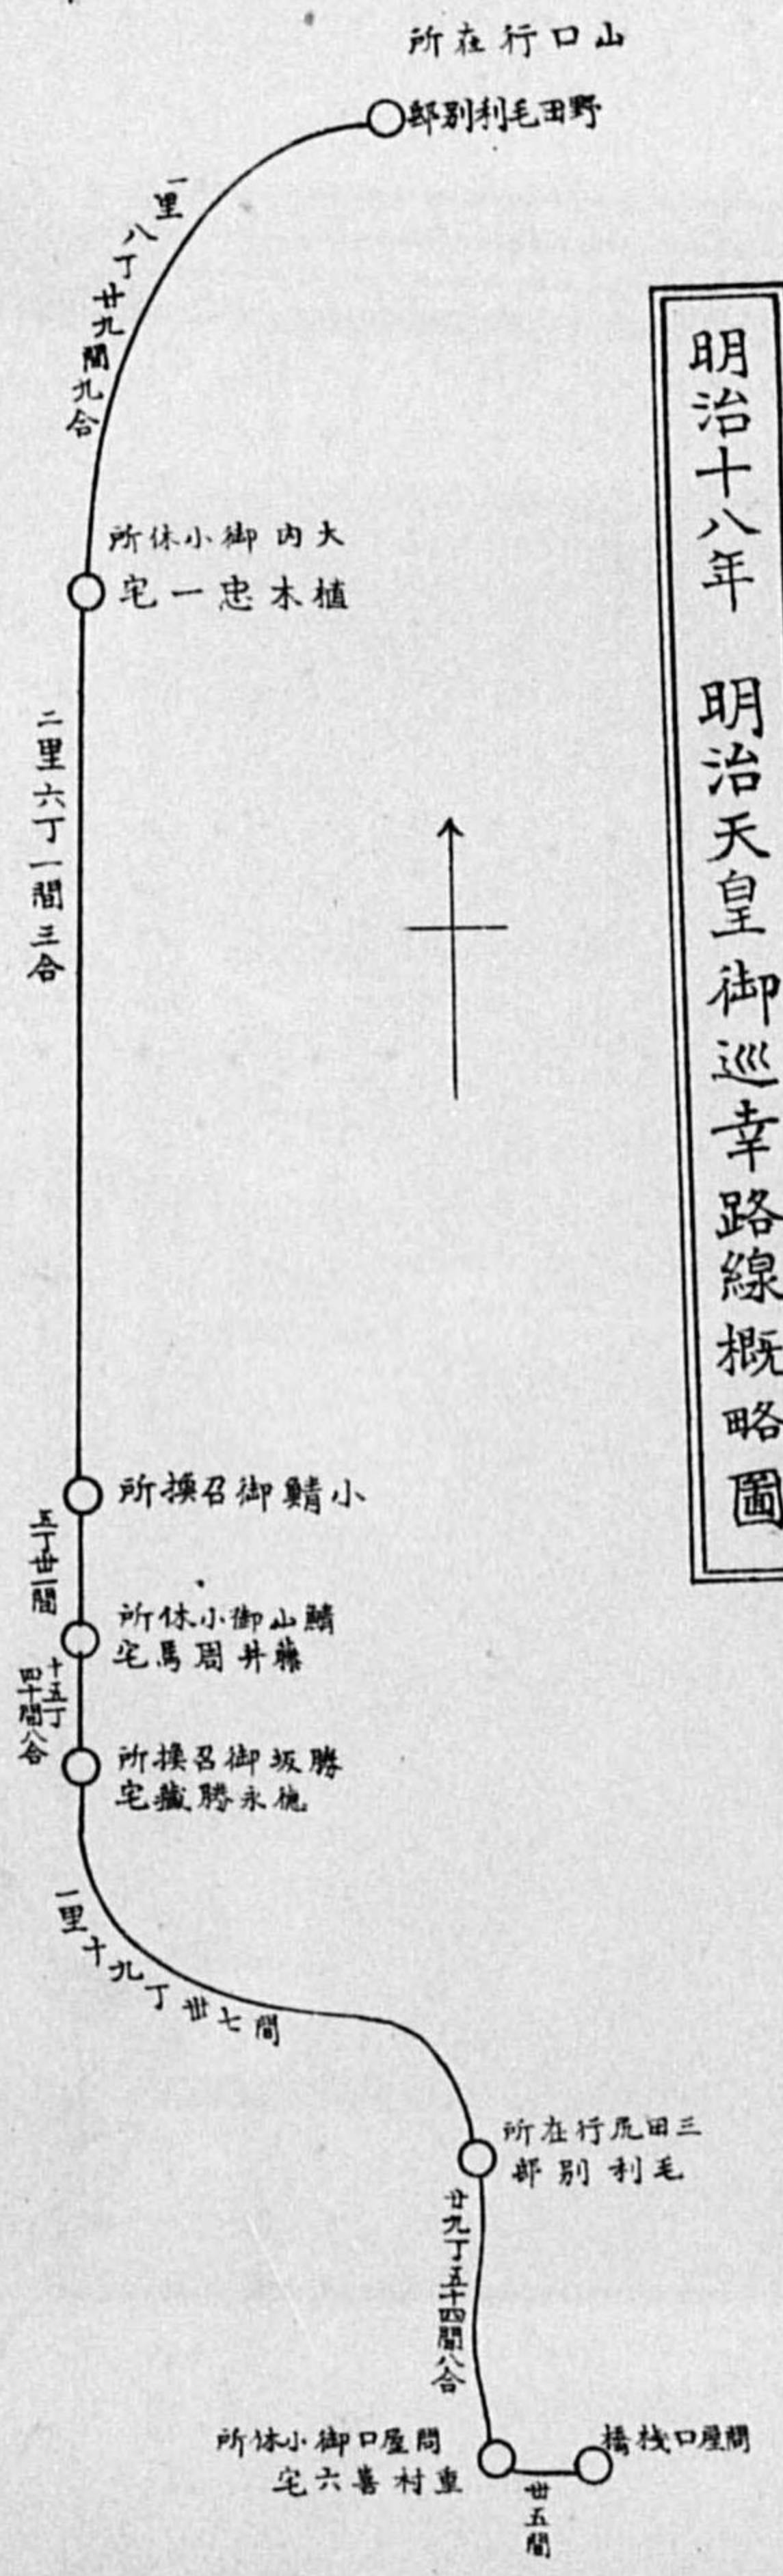 明治十八年　明治天皇御巡幸路線概略圖
山口行在所
野田毛利別邸
一里八丁廿九間九合
大内御小休所
植木忠一宅
二里六丁一間三合
小鯖御召換所
五丁丗一間
鯖山御小休所
藤井周馬宅
十五丁
四十間八合
勝坂御召換所
徳永勝蔵宅
一里十九丁丗七間
三田尻行在所
毛利別邸
廿九丁五十四間八合
問屋口御小休所
重村喜六宅
丗五間
問屋口桟橋